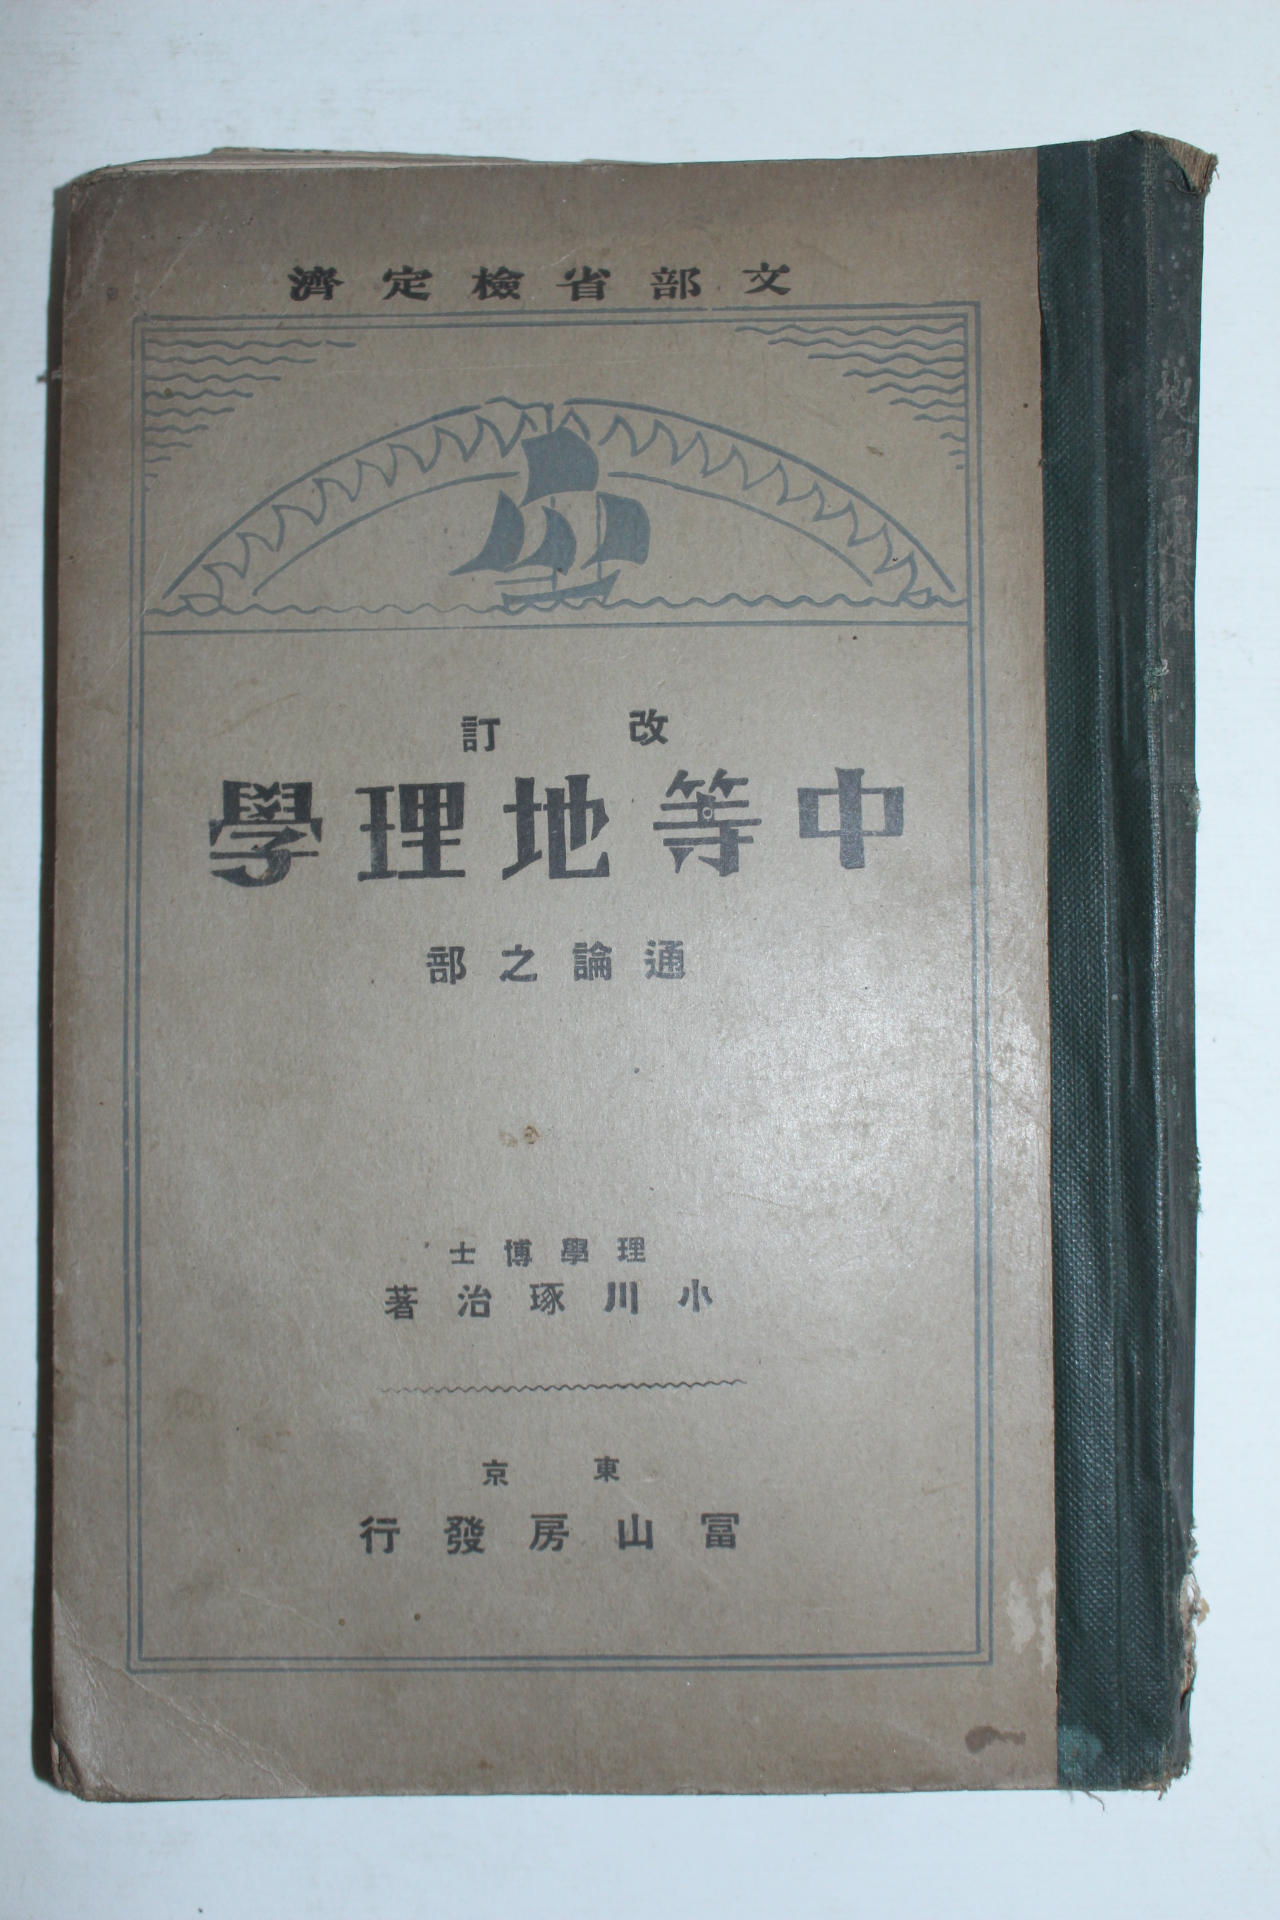 文部省檢定濟
改訂
中等地理學
通論之部
理學博士
小川琢治著
東京
冨山房發行